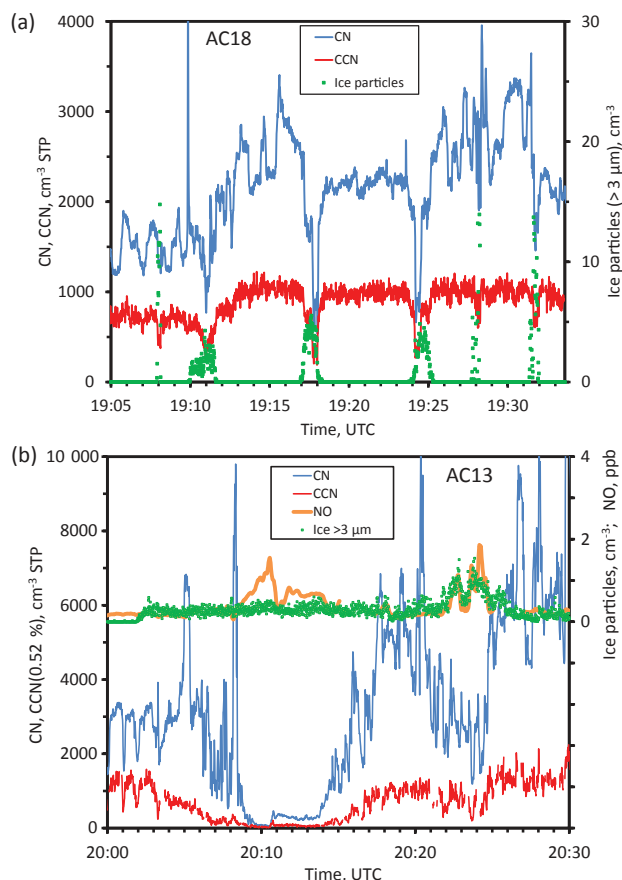 (a)
AC18
CN
CCN
Ice particles
4000
3000
2000
1000
0
CN, CCN, cm-3 STP
30
20
10
0
Ice particles (> 3 μm), cm-3
19:05 19:10 19:15 19:20 19:25 19:30
Time, UTC
(b)
AC13
CN
CCN
NO
Ice >3 μm
10 000
8000
6000
4000
2000
0
CN, CCN(0.52 %), cm-3 STP
4
2
0
Ice particles, cm-3; NO, ppb
20:00 20:10 20:20 20:30
Time, UTC